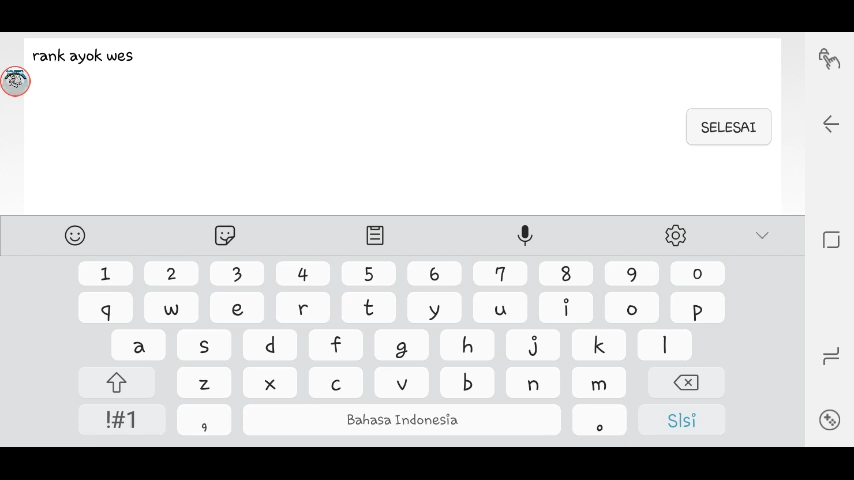 rank ayok wes
SELESAI
1 2 3 4 5 6 7 8 9 0
q w e r t y u i o p
a s d f g h j k l
z x c v b n m
!#1 , Bahasa Indonesia . Slsi